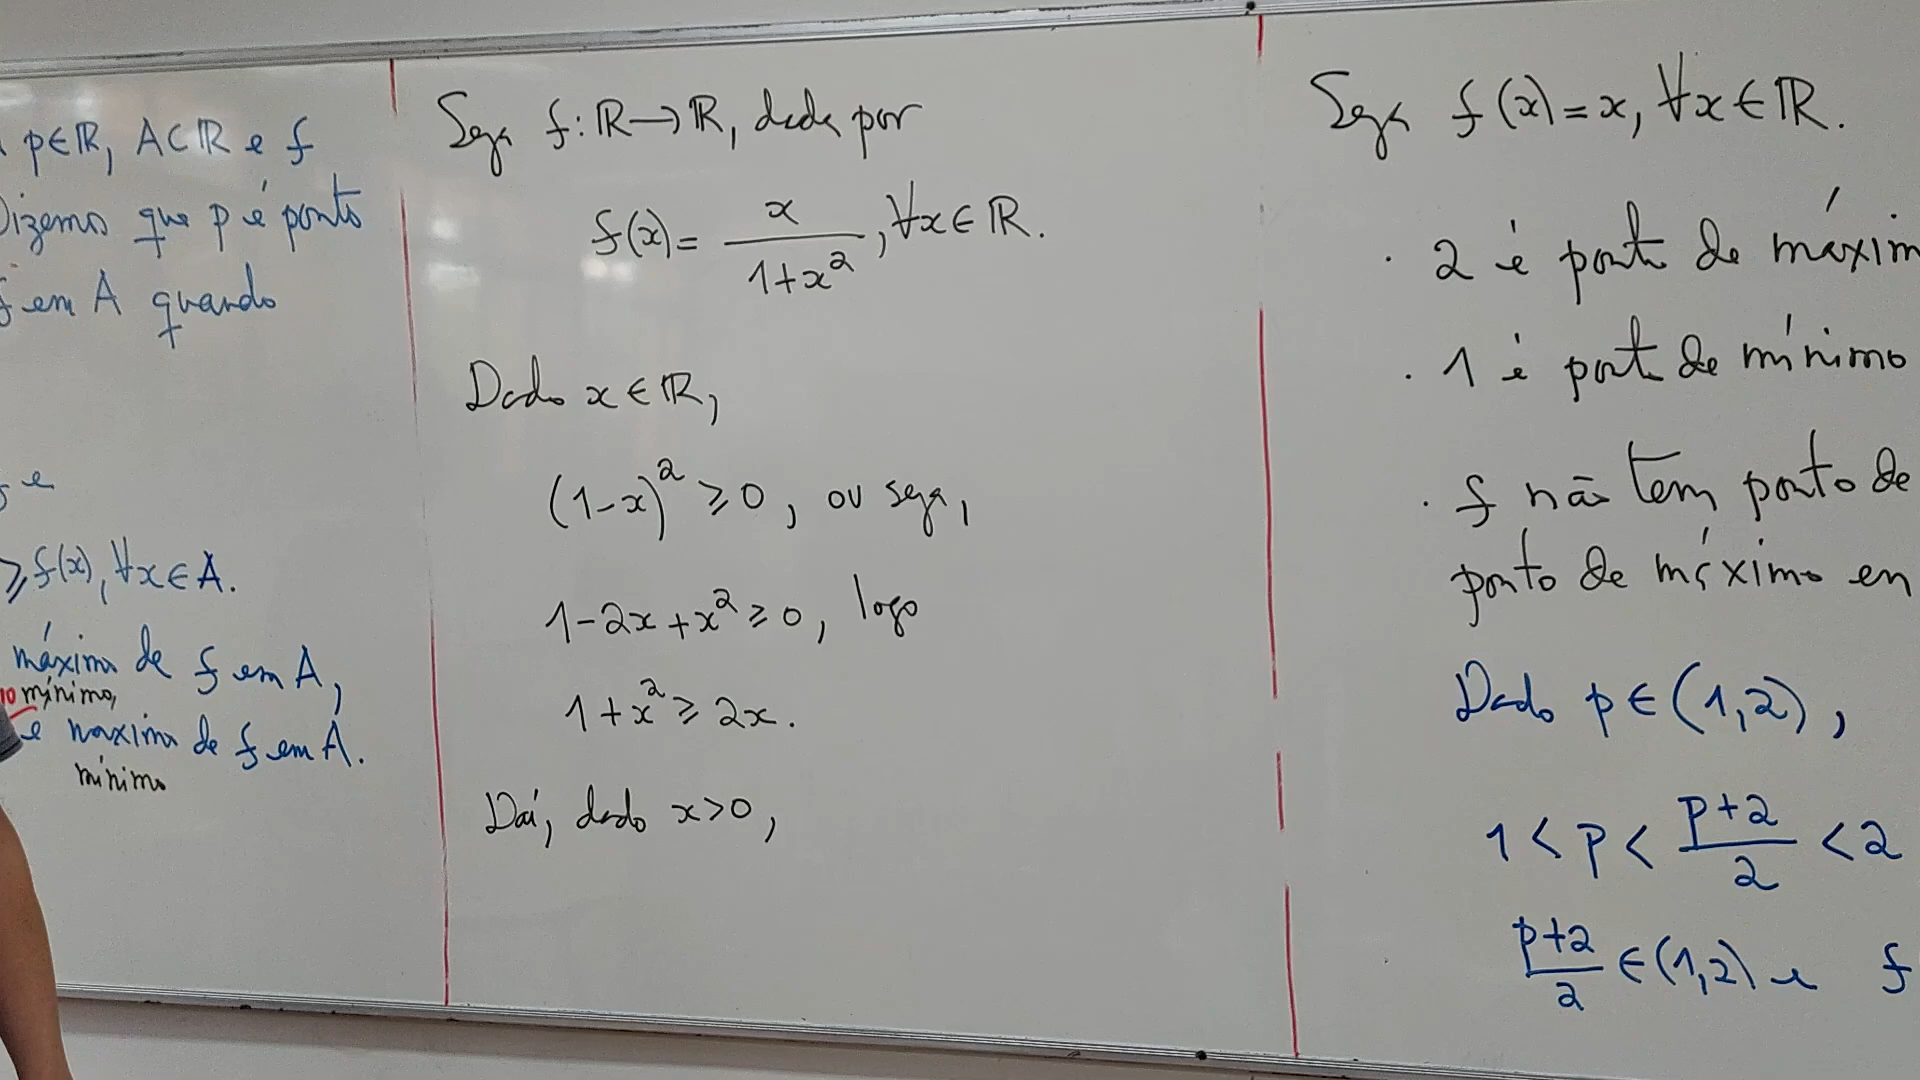 p∈ℝ, A⊂ℝ e f
Dizemos que p é ponto
f em A quando
e
≥ f(x), ∀x∈A.
máximo de f em A,
mínimo,
e máximo de f em A.
mínimo
Seja f: ℝ→ℝ, dada por
f(x) = x/(1+x²), ∀x∈ℝ.
Dado x∈ℝ,
(1-x)² ≥ 0, ou seja,
1-2x+x² ≥ 0, logo
1+x² ≥ 2x.
Daí, dado x>0,
Seja f(x)=x, ∀x∈ℝ.
· 2 é ponto de máxim
· 1 é ponto de mínimo
· f não tem ponto de
ponto de máximo em
Dado p∈(1,2),
1 < p < (p+2)/2 < 2
(p+2)/2 ∈(1,2) e f